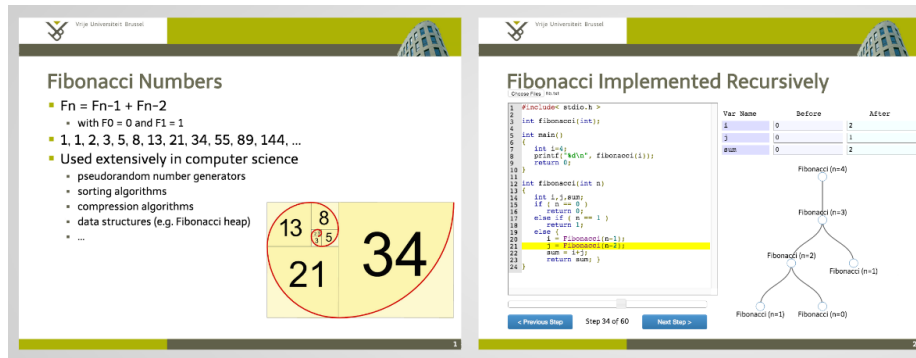 Vrije Universiteit Brussel
Fibonacci Numbers
Fn = Fn-1 + Fn-2
with F0 = 0 and F1 = 1
1, 1, 2, 3, 5, 8, 13, 21, 34, 55, 89, 144, ...
Used extensively in computer science
pseudorandom number generators
sorting algorithms
compression algorithms
data structures (e.g. Fibonacci heap)
...
13
8
3
5
21
34
1
Vrije Universiteit Brussel
Fibonacci Implemented Recursively
Choose Files fib.txt
1 #include< stdio.h >
2
3 int fibonacci(int);
4
5 int main()
6 {
7 int i=4;
8 printf("%d\n", fibonacci(i));
9 return 0;
10 }
11
12 int fibonacci(int n)
13 {
14 int i,j,sum;
15 if ( n == 0 )
16 return 0;
17 else if ( n == 1 )
18 return 1;
19 else {
20 i = Fibonacci(n-1);
21 j = Fibonacci(n-2);
22 sum = i+j;
23 return sum; }
24 }
Var Name Before After
i 0 2
j 0 1
sum 0 2
Fibonacci (n=4)
Fibonacci (n=3)
Fibonacci (n=2)
Fibonacci (n=1)
Fibonacci (n=1) Fibonacci (n=0)
< Previous Step Step 34 of 60 Next Step >
2